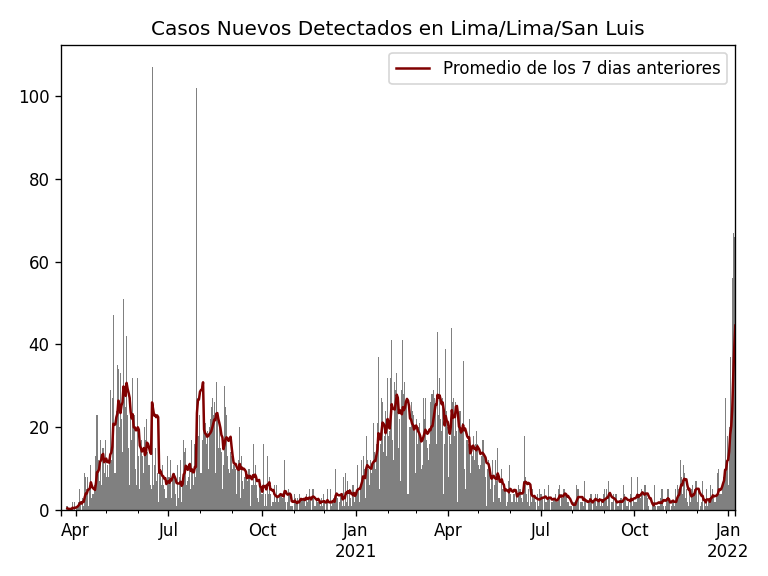 Casos Nuevos Detectados en Lima/Lima/San Luis
Promedio de los 7 dias anteriores
100
80
60
40
20
0
Apr Jul Oct Jan Apr Jul Oct Jan
2021 2022